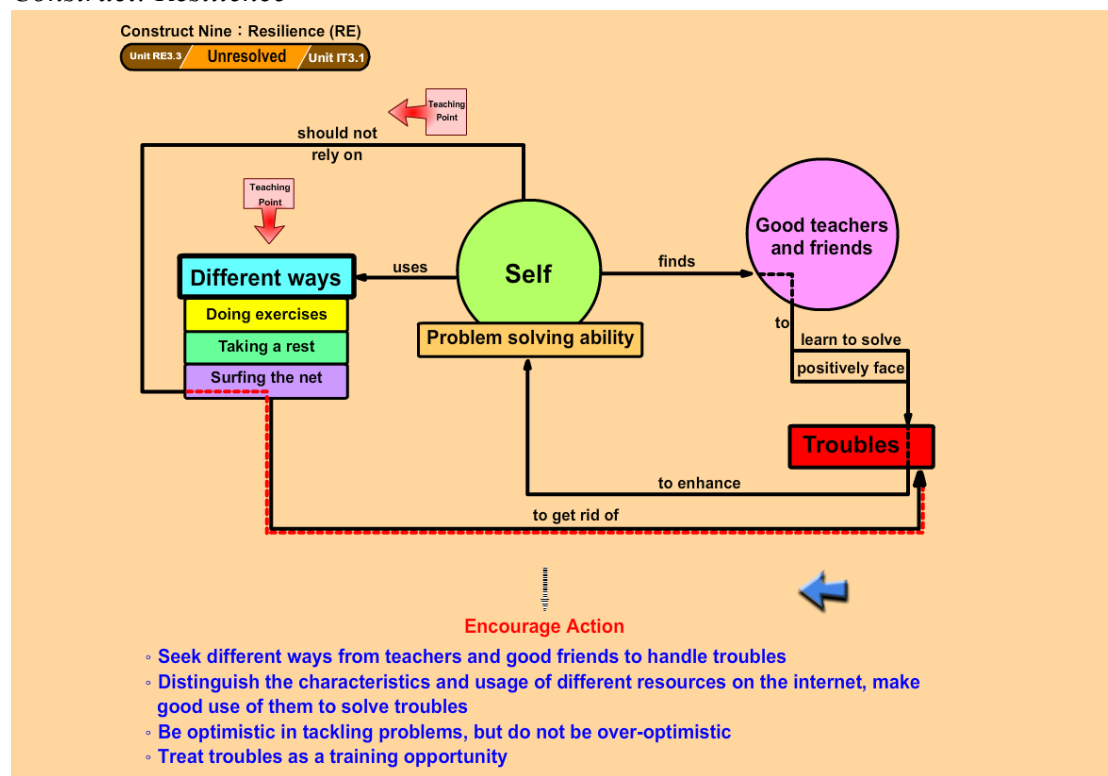 Construct Nine：Resilience (RE)
Unit RE3.3
Unresolved
Unit IT3.1
Teaching
Point
should not
rely on
Teaching
Point
Good teachers
and friends
Different ways
uses
Self
finds
Doing exercises
Taking a rest
Surfing the net
Problem solving ability
to
learn to solve
positively face
Troubles
to enhance
to get rid of
Encourage Action
◦ Seek different ways from teachers and good friends to handle troubles
◦ Distinguish the characteristics and usage of different resources on the internet, make
good use of them to solve troubles
◦ Be optimistic in tackling problems, but do not be over-optimistic
◦ Treat troubles as a training opportunity